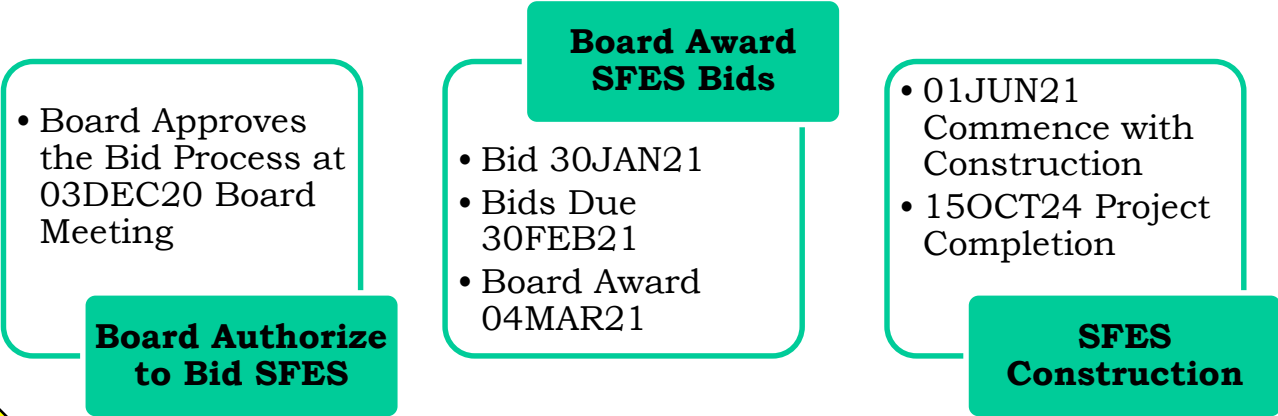 • Board Approves
the Bid Process at
03DEC20 Board
Meeting
Board Authorize
to Bid SFES
Board Award
SFES Bids
• Bid 30JAN21
• Bids Due
30FEB21
• Board Award
04MAR21
• 01JUN21
Commence with
Construction
• 15OCT24 Project
Completion
SFES
Construction